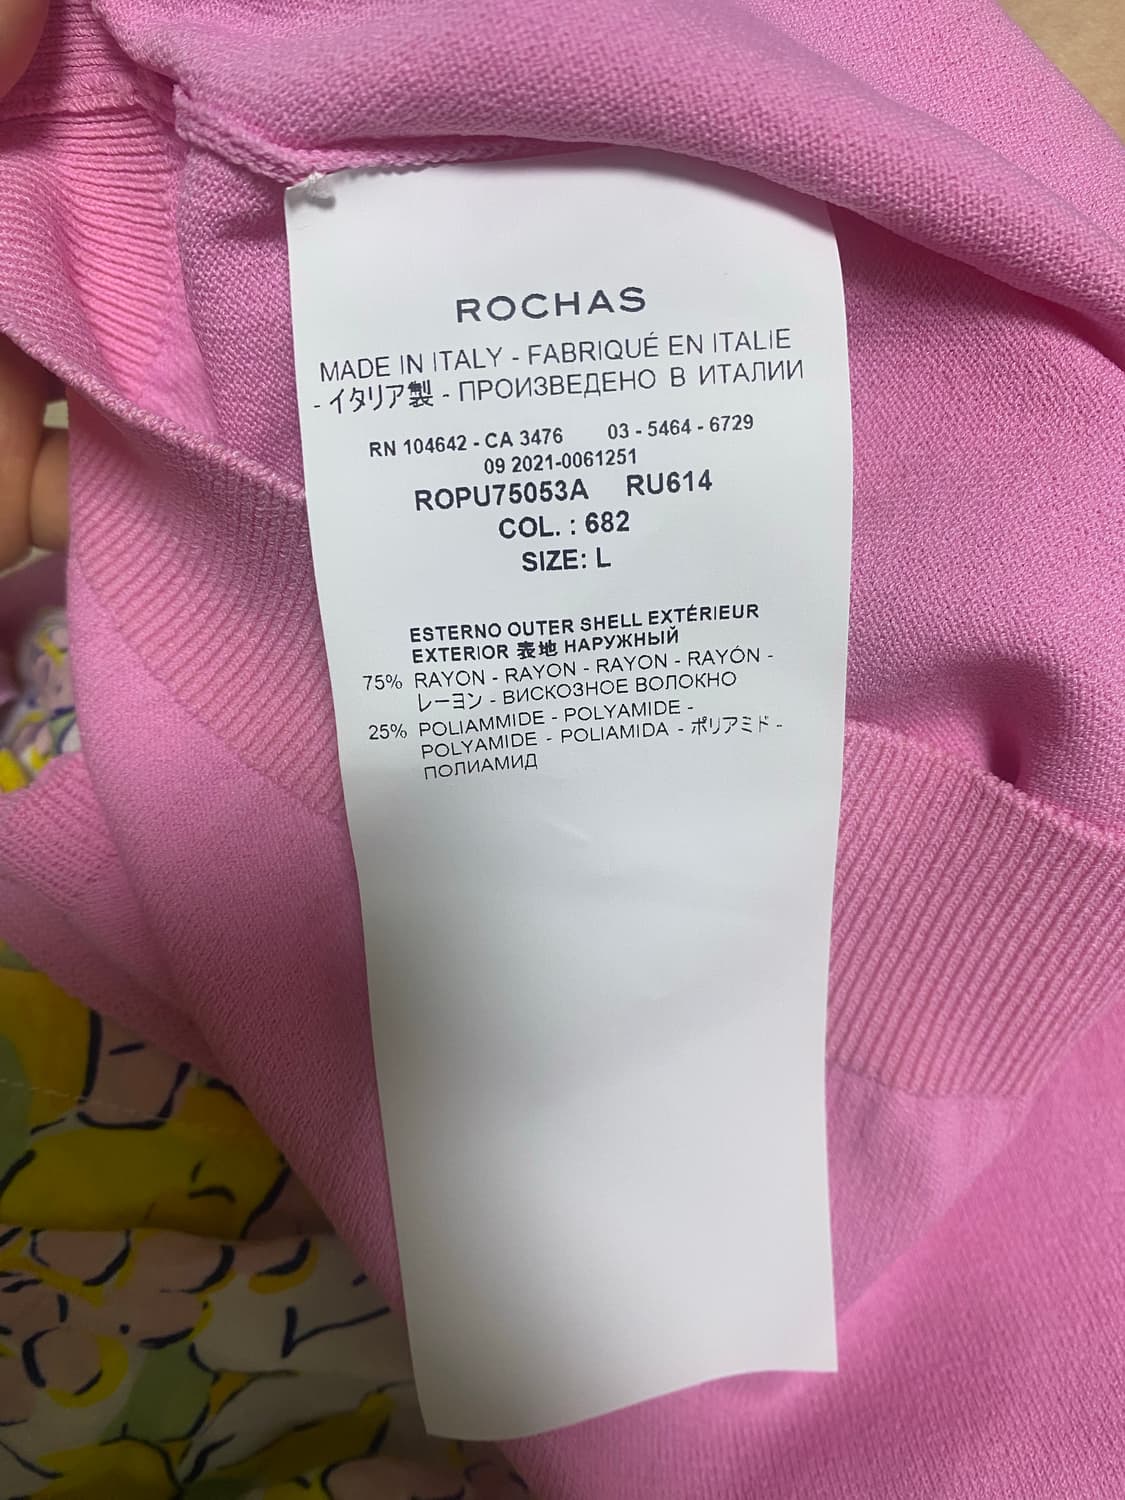 ROCHAS
MADE IN ITALY - FABRIQUÉ EN ITALIE
- イタリア製 - ПРОИЗВЕДЕНО В ИТАЛИИ
RN 104642 - CA 3476 03 - 5464 - 6729
09 2021-0061251
ROPU75053A RU614
COL. : 682
SIZE: L
ESTERNO OUTER SHELL EXTÉRIEUR
EXTERIOR 表地 НАРУЖНЫЙ
75% RAYON - RAYON - RAYON - RAYÓN -
レーヨン - ВИСКОЗНОЕ ВОЛОКНО
25% POLIAMMIDE - POLYAMIDE -
POLYAMIDE - POLIAMIDA - ポリアミド -
ПОЛИАМИД